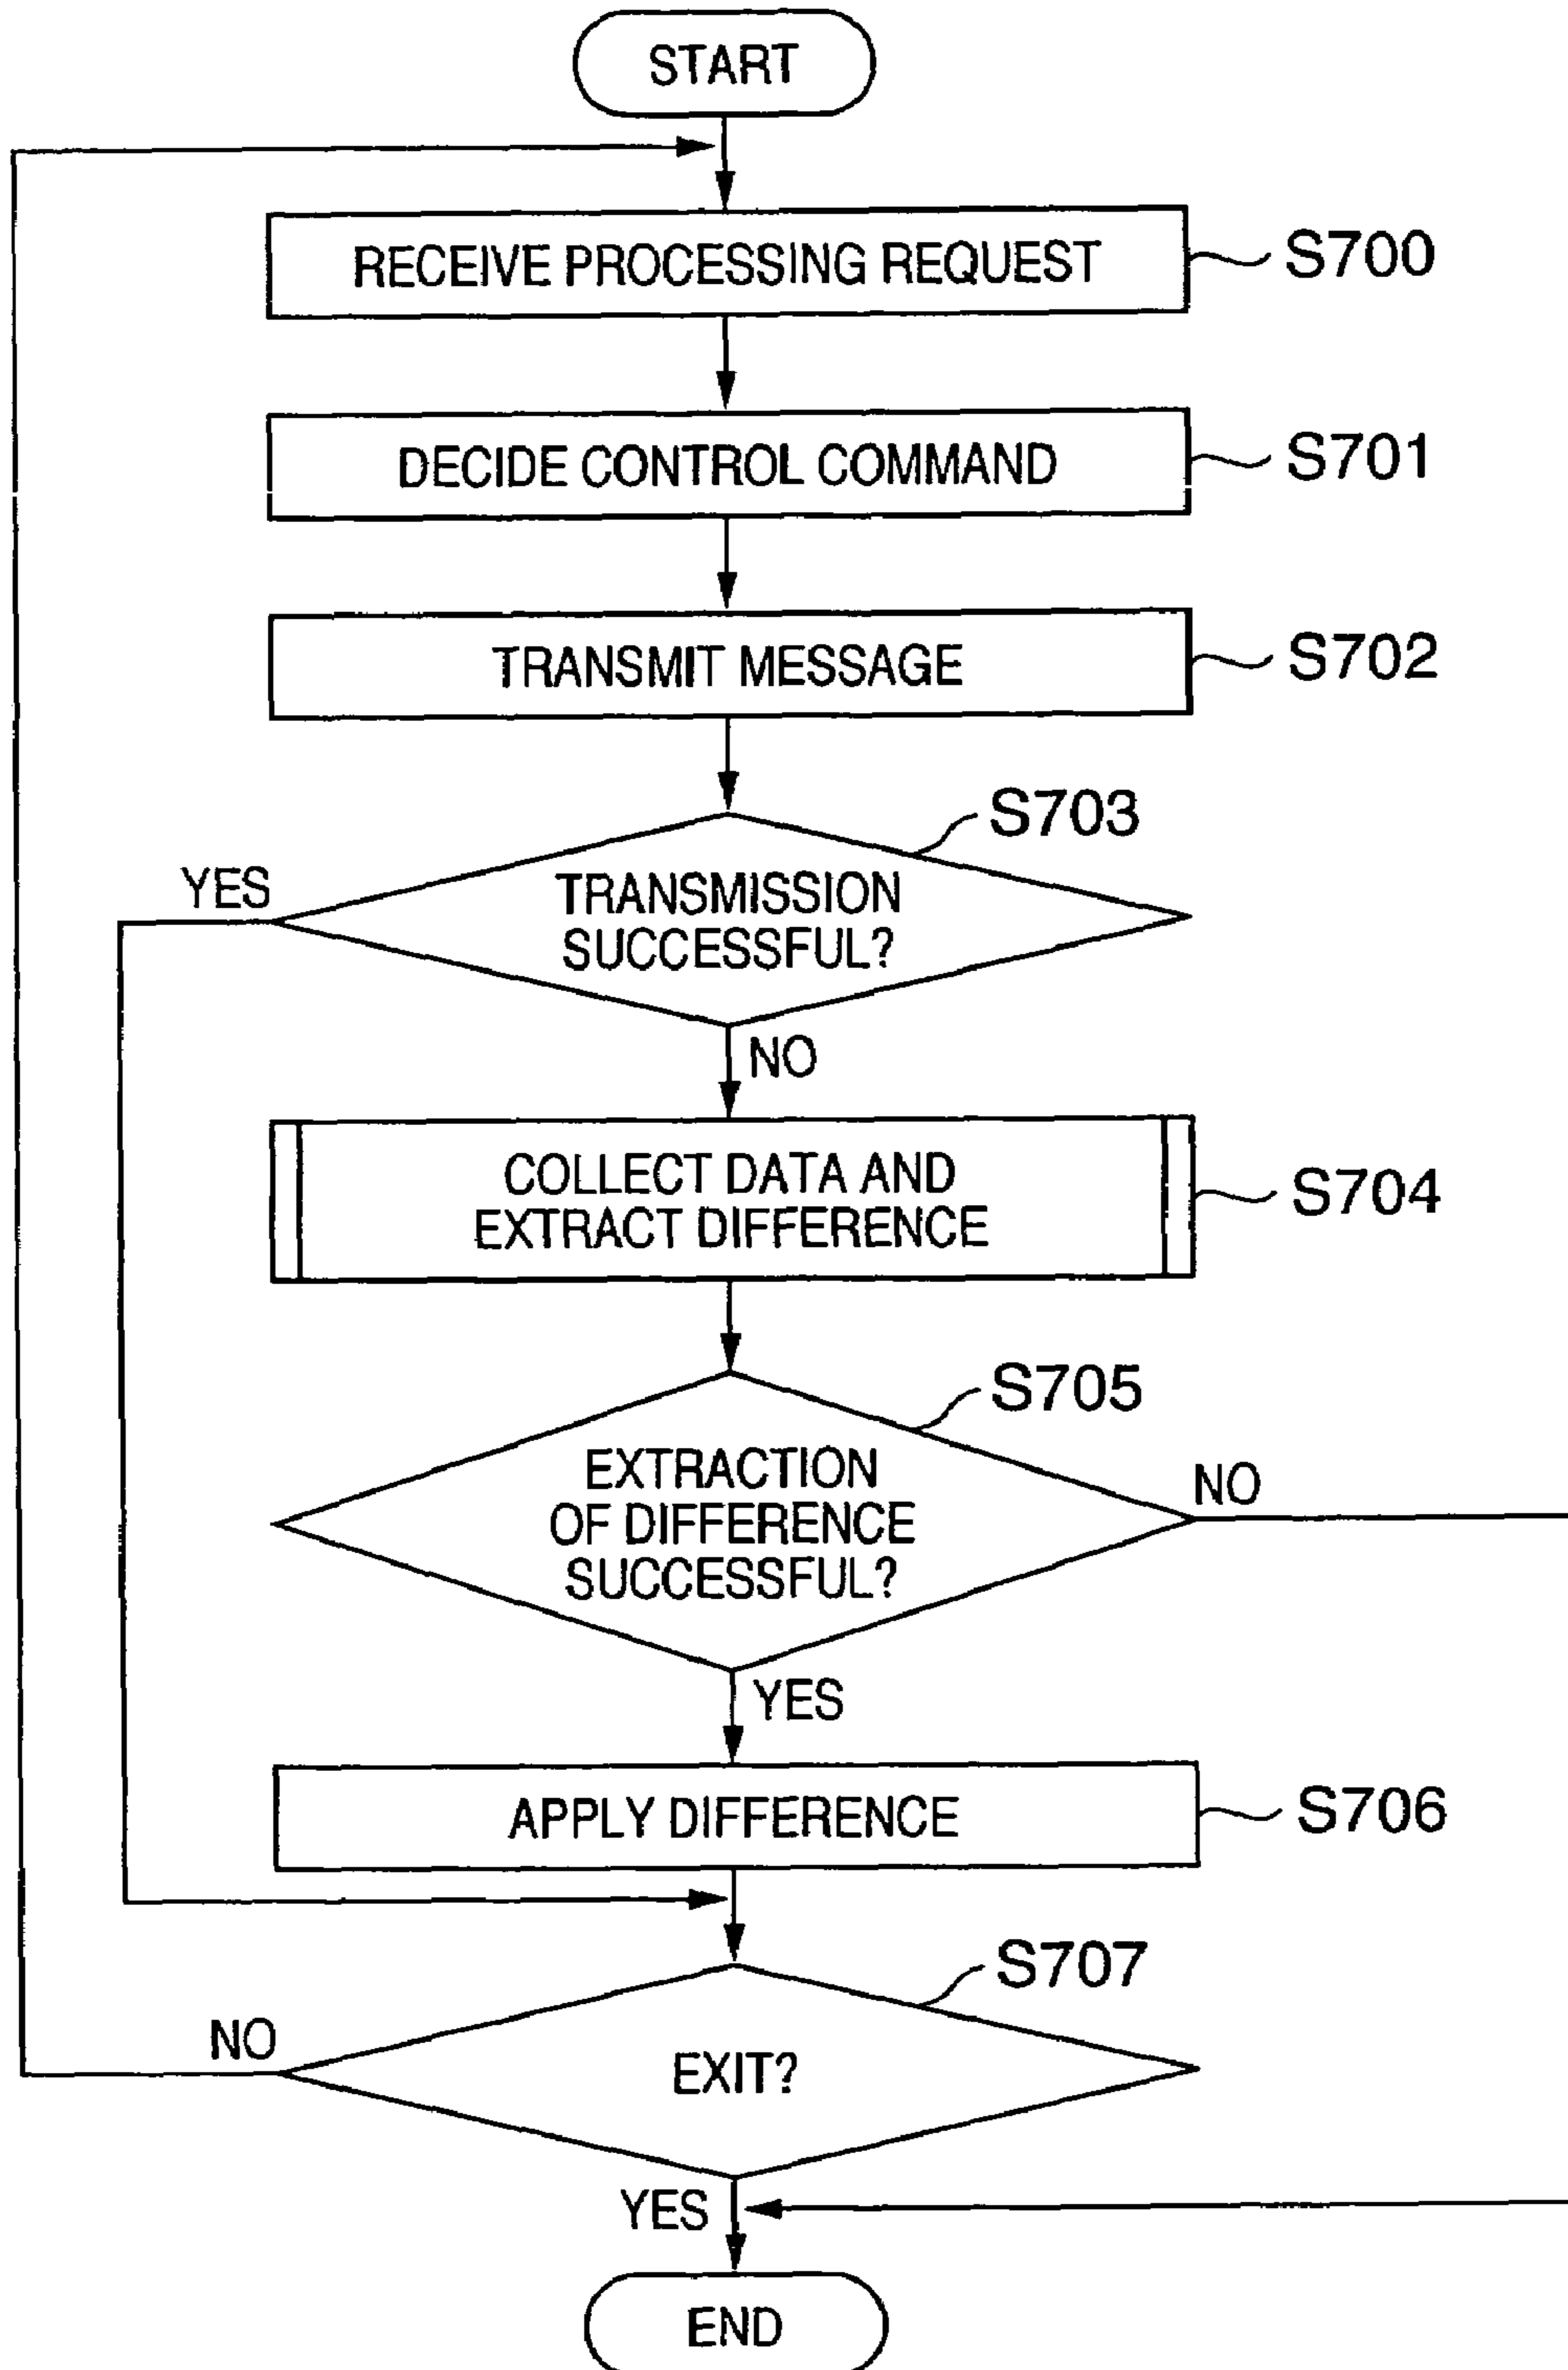 START
RECEIVE PROCESSING REQUEST
S700
DECIDE CONTROL COMMAND
S701
TRANSMIT MESSAGE
S702
S703
YES
TRANSMISSION
SUCCESSFUL?
NO
COLLECT DATA AND
EXTRACT DIFFERENCE
S704
S705
EXTRACTION
OF DIFFERENCE
SUCCESSFUL?
NO
YES
APPLY DIFFERENCE
S706
S707
NO
EXIT?
YES
END